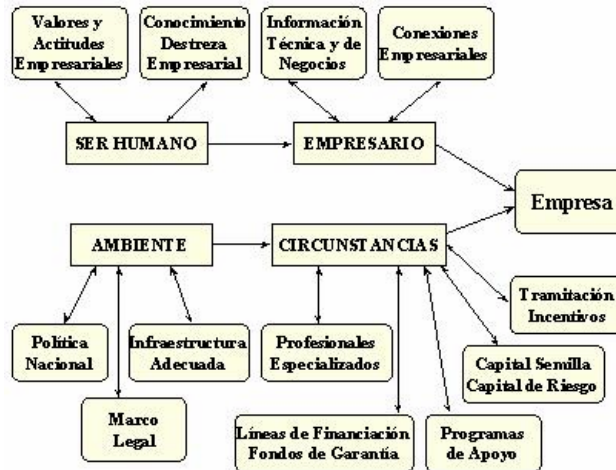 Valores y
Actitudes
Empresariales
Conocimiento
Destreza
Empresarial
Información
Técnica y de
Negocios
Conexiones
Empresariales
SER HUMANO
EMPRESARIO
Empresa
AMBIENTE
CIRCUNSTANCIAS
Tramitación
Incentivos
Política
Nacional
Infraestructura
Adecuada
Profesionales
Especializados
Capital Semilla
Capital de Riesgo
Marco
Legal
Líneas de Financiación
Fondos de Garantía
Programas
de Apoyo